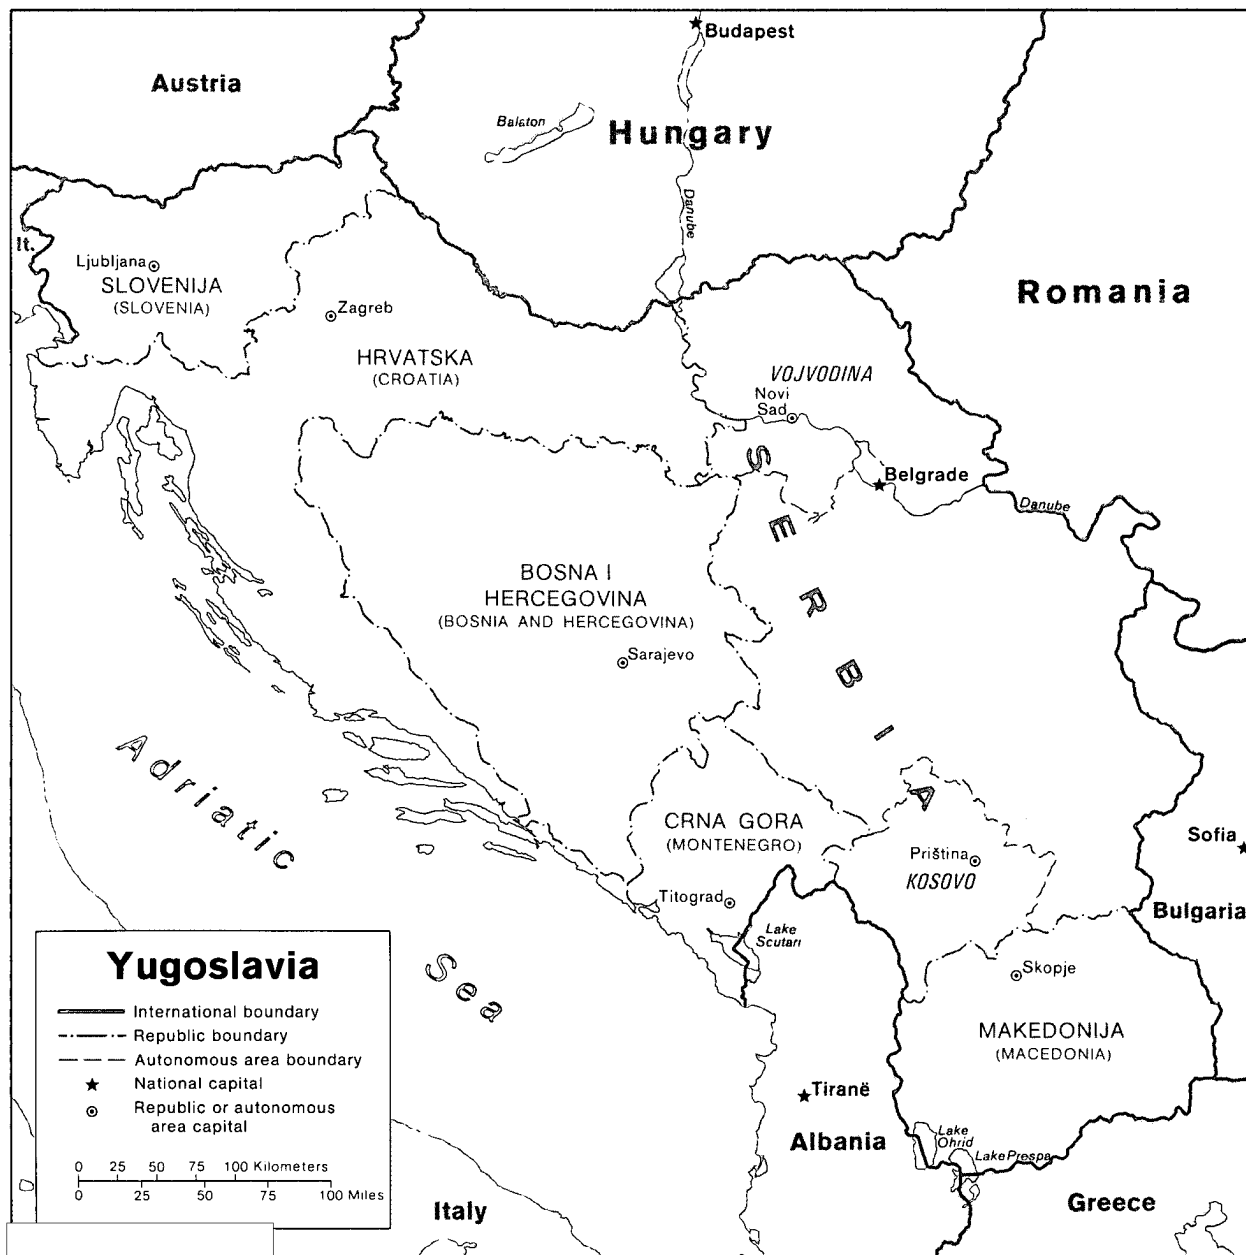 Budapest
Austria
Balaton
Hungary
Danube
It.
Ljubljana
SLOVENIJA
(SLOVENIA)
Zagreb
Romania
HRVATSKA
(CROATIA)
VOJVODINA
Novi
Sad
SERBIA
Belgrade
Danube
BOSNA I
HERCEGOVINA
(BOSNIA AND HERCEGOVINA)
Sarajevo
Adriatic
Sea
CRNA GORA
(MONTENEGRO)
Titograd
Priština
KOSOVO
Sofia
Bulgaria
Lake
Scutari
Skopje
MAKEDONIJA
(MACEDONIA)
Tiranë
Albania
Lake
Ohrid
Lake Prespa
Greece
Italy
Yugoslavia
International boundary
Republic boundary
Autonomous area boundary
National capital
Republic or autonomous
area capital
0 25 50 75 100 Kilometers
0 25 50 75 100 Miles